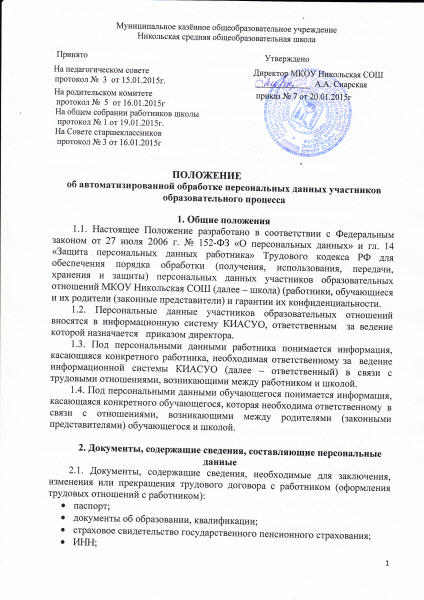 Муниципальное казённое общеобразовательное учреждение
Никольская средняя общеобразовательная школа
Принято
Утверждено
На педагогическом совете
протокол № 3 от 15.01.2015г.
Директор МКОУ Никольская СОШ
А.А. Снарская
На родительском комитете
протокол № 5 от 16.01.2015г
приказ № 7 от 20.01.2015г
На общем собрании работников школы
протокол № 1 от 19.01.2015г.
На Совете старшеклассников
протокол № 3 от 16.01.2015г
ПОЛОЖЕНИЕ
об автоматизированной обработке персональных данных участников
образовательного процесса
1. Общие положения
1.1. Настоящее Положение разработано в соответствии с Федеральным
законом от 27 июля 2006 г. № 152-ФЗ «О персональных данных» и гл. 14
«Защита персональных данных работника» Трудового кодекса РФ для
обеспечения порядка обработки (получения, использования, передачи,
хранения и защиты) персональных данных участников образовательных
отношений МКОУ Никольская СОШ (далее – школа) (работники, обучающиеся
и их родители (законные представители) и гарантии их конфиденциальности.
1.2. Персональные данные участников образовательных отношений
вносятся в информационную систему КИАСУО, ответственным за ведение
которой назначается приказом директора.
1.3. Под персональными данными работника понимается информация,
касающаяся конкретного работника, необходимая ответственному за ведение
информационной системы КИАСУО (далее – ответственный) в связи с
трудовыми отношениями, возникающими между работником и школой.
1.4. Под персональными данными обучающегося понимается информация,
касающаяся конкретного обучающегося, которая необходима ответственному в
связи с отношениями, возникающими между родителями (законными
представителями) обучающегося и школой.
2. Документы, содержащие сведения, составляющие персональные
данные
2.1. Документы, содержащие сведения, необходимые для заключения,
изменения или прекращения трудового договора с работником (оформления
трудовых отношений с работником):
• паспорт;
• документы об образовании, квалификации;
• страховое свидетельство государственного пенсионного страхования;
• ИНН;
1